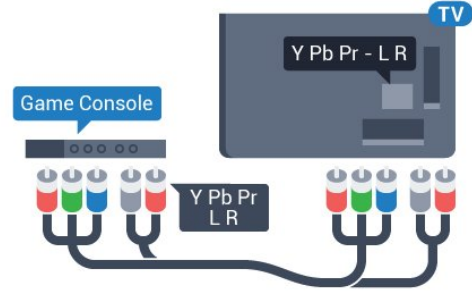 TV
Y Pb Pr - L R
Game Console
Y Pb Pr
L R